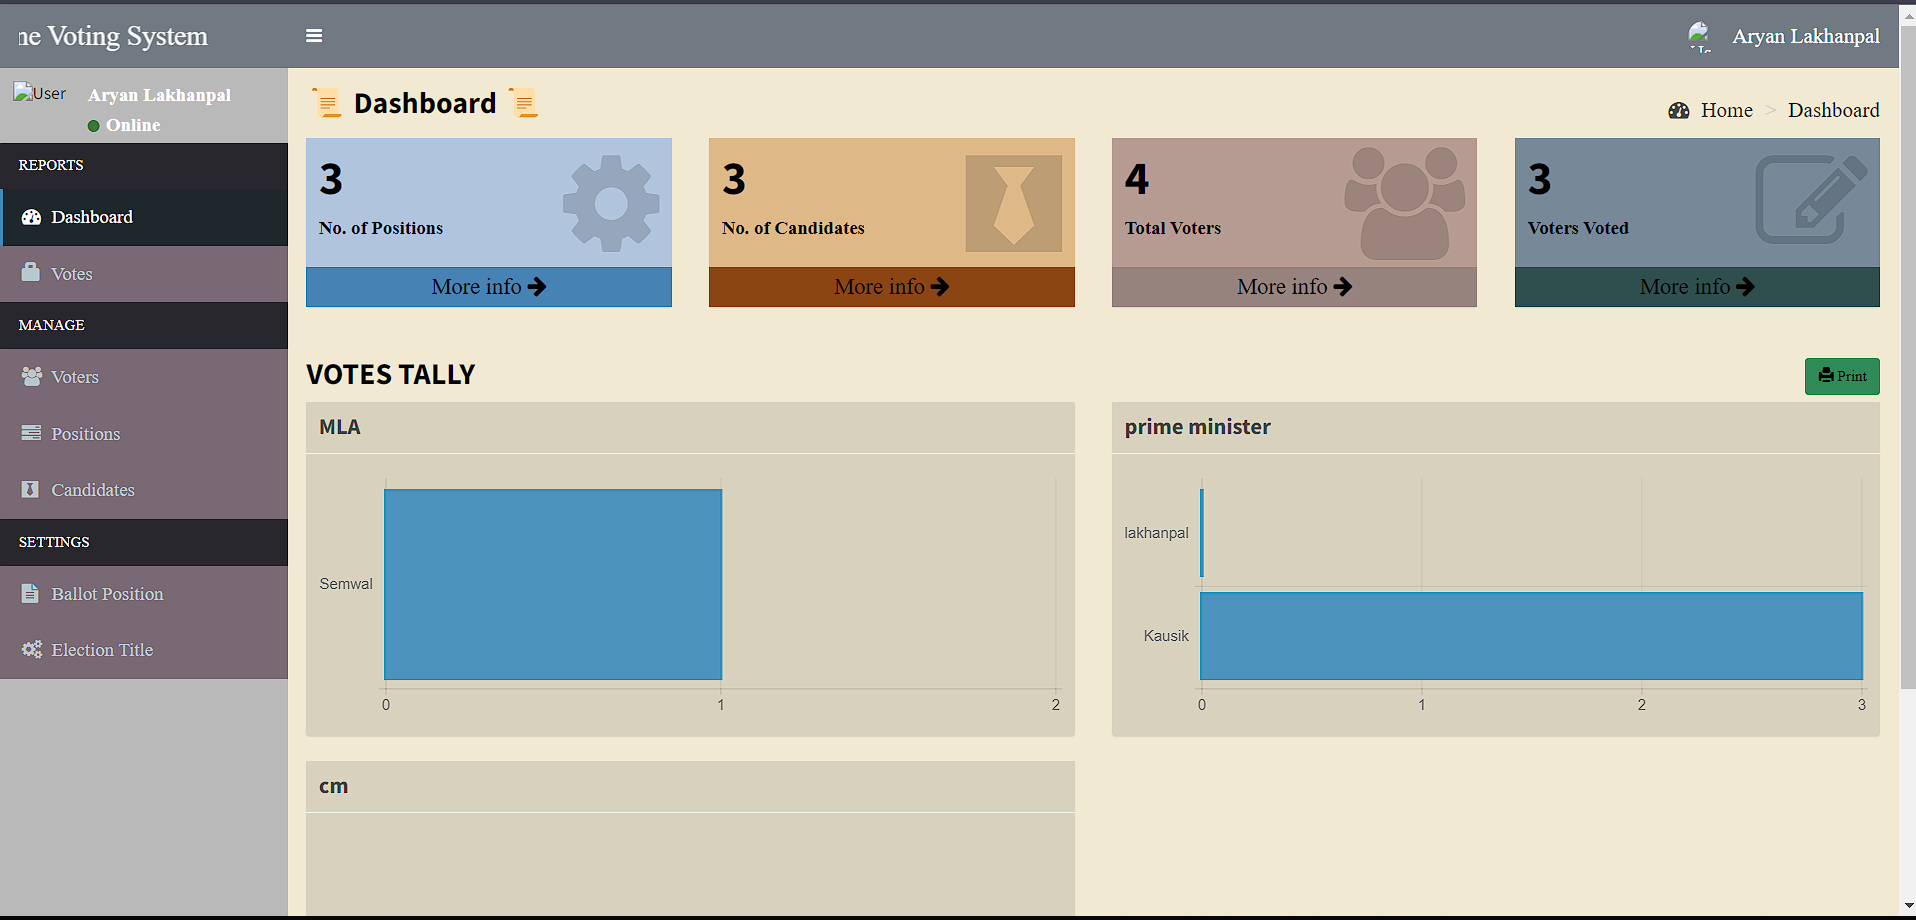 ne Voting System
Aryan Lakhanpal
User
Aryan Lakhanpal
Online
REPORTS
Dashboard
Votes
MANAGE
Voters
Positions
Candidates
SETTINGS
Ballot Position
Election Title
Dashboard
Home > Dashboard
3
No. of Positions
More info
3
No. of Candidates
More info
4
Total Voters
More info
3
Voters Voted
More info
VOTES TALLY
Print
MLA
Semwal
0 1 2
prime minister
lakhanpal
Kausik
0 1 2 3
cm